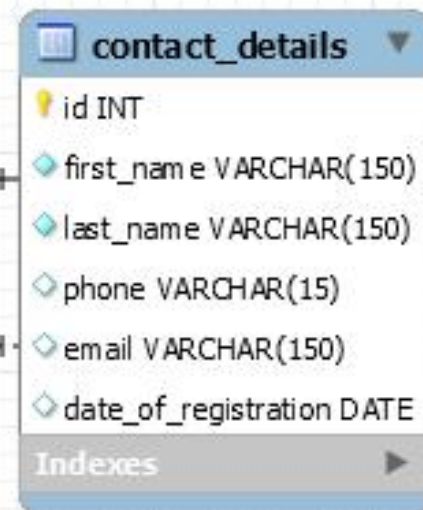 contact_details
id INT
first_name VARCHAR(150)
last_name VARCHAR(150)
phone VARCHAR(15)
email VARCHAR(150)
date_of_registration DATE
Indexes